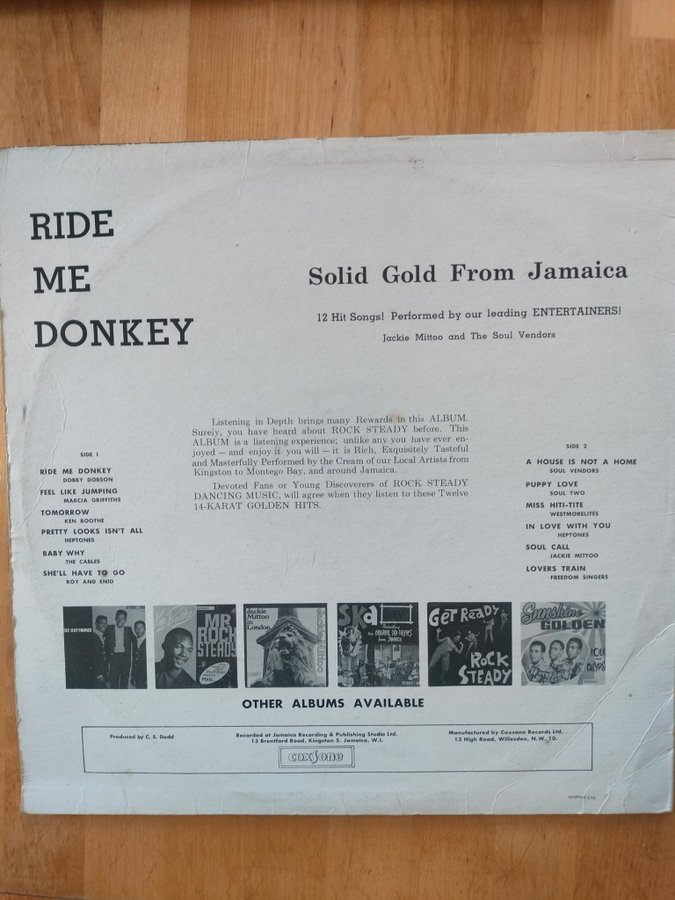 RIDE
ME
DONKEY
Solid Gold From Jamaica
12 Hit Songs! Performed by our leading ENTERTAINERS!
Jackie Mittoo and The Soul Vendors
Listening in Depth brings many Rewards in this ALBUM.
Surely, you have heard about ROCK STEADY before. This
ALBUM is a listening experience; unlike any you have ever en-
joyed — and enjoy it you will — it is Rich, Exquisitely Tasteful
and Masterfully Performed by the Cream of our Local Artists from
Kingston to Montego Bay, and around Jamaica.
Devoted Fans or Young Discoverers of ROCK STEADY
DANCING MUSIC, will agree when they listen to these Twelve
14-KARAT GOLDEN HITS.
SIDE 1
RIDE ME DONKEY
DOBBY DOBSON
FEEL LIKE JUMPING
MARCIA GRIFFITHS
TOMORROW
KEN BOOTHE
PRETTY LOOKS ISN'T ALL
HEPTONES
BABY WHY
THE CABLES
SHE'LL HAVE TO GO
ROY AND ENID
SIDE 2
A HOUSE IS NOT A HOME
SOUL VENDORS
PUPPY LOVE
SOUL TWO
MISS HITI-TITE
WESTMORELITES
IN LOVE WITH YOU
HEPTONES
SOUL CALL
JACKIE MITTOO
LOVERS TRAIN
FREEDOM SINGERS
THE HEPTONES
MR
ROCK
STEADY
Jackie
Mittoo
in
London
SKA
GET READY
ROCK
STEADY
Sunshine
GOLDEN
OTHER ALBUMS AVAILABLE
Produced by C. S. Dodd
Recorded at Jamaica Recording & Publishing Studio Ltd.
13 Brentford Road, Kingston 5. Jamaica, W.I.
Manufactured by Coxsone Records Ltd.
13 High Road, Willesden, N.W. 10.
coxsone